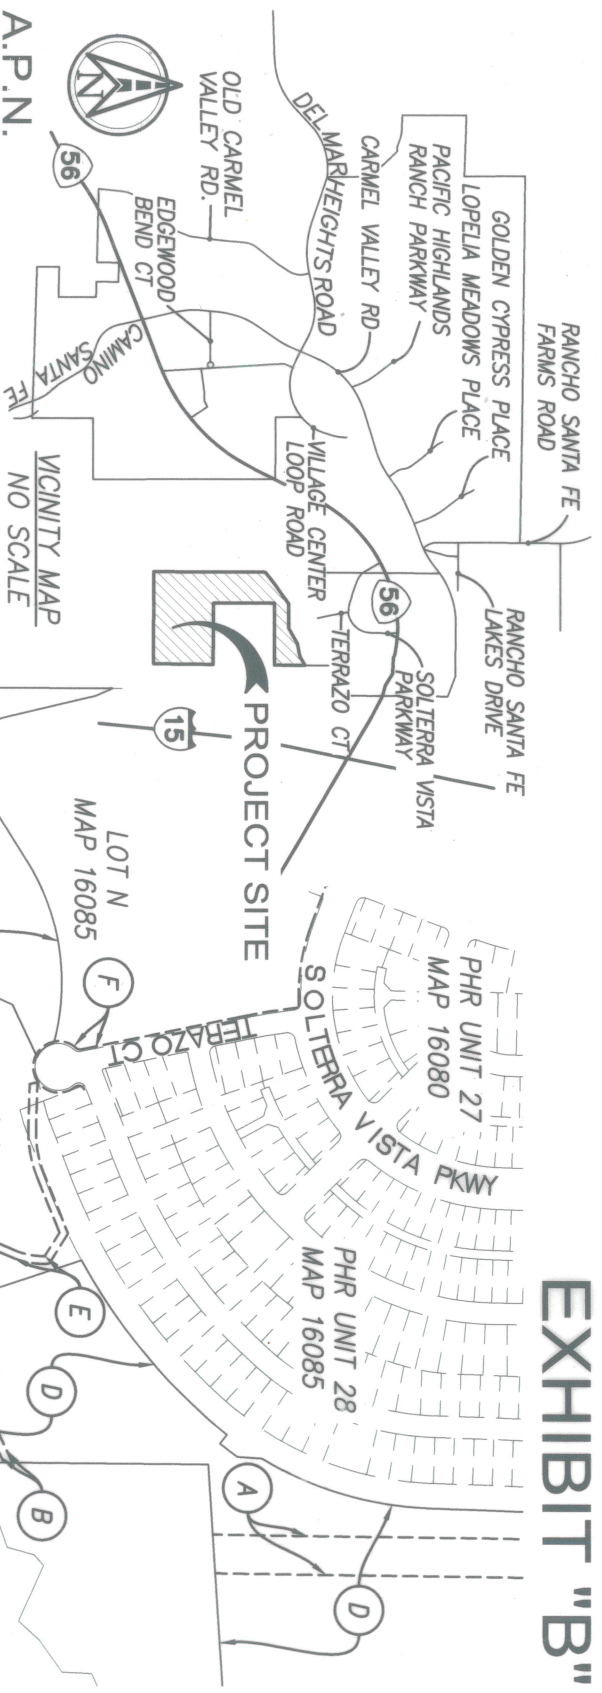 EXHIBIT "B"
RANCHO SANTA FE
FARMS ROAD
GOLDEN CYPRESS PLACE
LOPELIA MEADOWS PLACE
PACIFIC HIGHLANDS
RANCH PARKWAY
CARMEL VALLEY RD
DEL MAR HEIGHTS ROAD
OLD CARMEL
VALLEY RD.
N
A.P.N.
56
EDGEWOOD
BEND CT
CAMINO
SANTA FE
VILLAGE CENTER
LOOP ROAD
56
RANCHO SANTA FE
LAKES DRIVE
SOLTERRA VISTA
PARKWAY
TERRAZO CT
PROJECT SITE
15
VICINITY MAP
NO SCALE
LOT N
MAP 16085
F
TERAZO CT
SOLTERRA VISTA PKWY
PHR UNIT 27
MAP 16080
PHR UNIT 28
MAP 16085
E
D
B
A
D